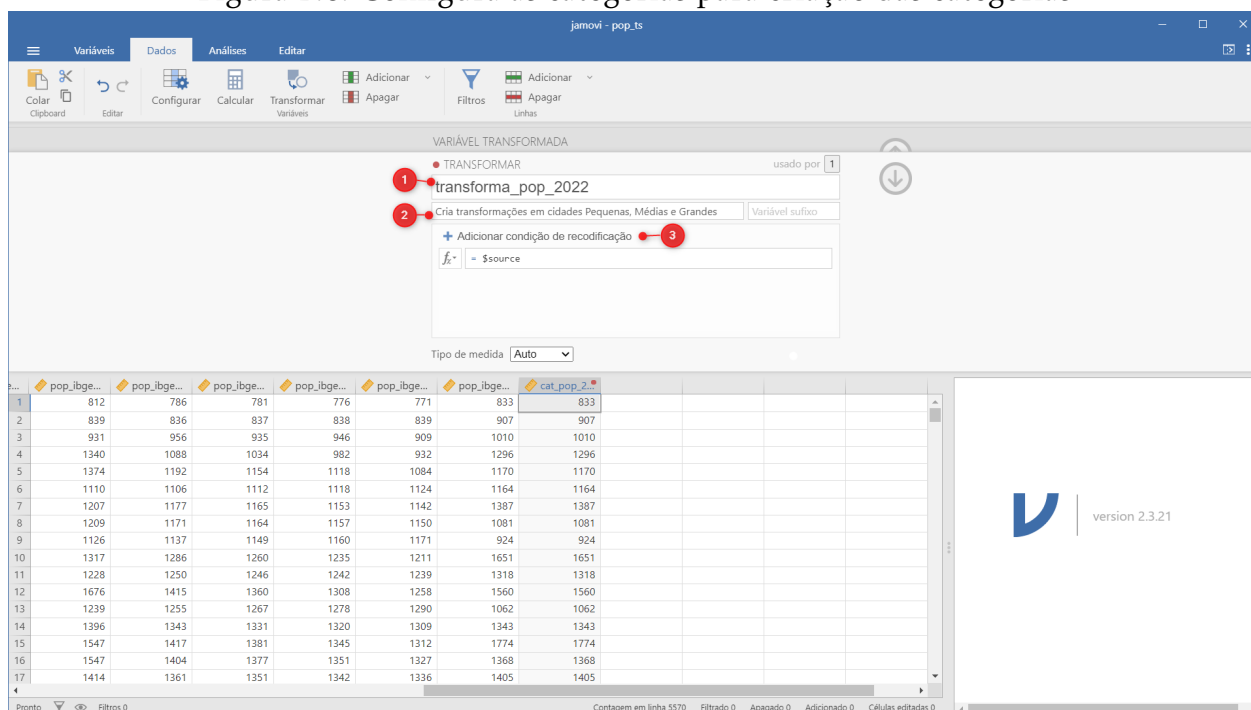 jamovi - pop_ts
Variáveis Dados Análises Editar
Colar Configurar Calcular Transformar Adicionar Apagar Filtros Adicionar Apagar
Clipboard Editar Variáveis Linhas
VARIÁVEL TRANSFORMADA
TRANSFORMAR usado por 1
1 transforma_pop_2022
2 Cria transformações em cidades Pequenas, Médias e Grandes Variável sufixo
+ Adicionar condição de recodificação 3
fx = $source
Tipo de medida Auto
e... pop_ibge... pop_ibge... pop_ibge... pop_ibge... pop_ibge... pop_ibge... cat_pop_2...
1 812 786 781 776 771 833 833
2 839 836 837 838 839 907 907
3 931 956 935 946 909 1010 1010
4 1340 1088 1034 982 932 1296 1296
5 1374 1192 1154 1118 1084 1170 1170
6 1110 1106 1112 1118 1124 1164 1164
7 1207 1177 1165 1153 1142 1387 1387
8 1209 1171 1164 1157 1150 1081 1081
9 1126 1137 1149 1160 1171 924 924
10 1317 1286 1260 1235 1211 1651 1651
11 1228 1250 1246 1242 1239 1318 1318
12 1676 1415 1360 1308 1258 1560 1560
13 1239 1255 1267 1278 1290 1062 1062
14 1396 1343 1331 1320 1309 1343 1343
15 1547 1417 1381 1345 1312 1774 1774
16 1547 1404 1377 1351 1327 1368 1368
17 1414 1361 1351 1342 1336 1405 1405
version 2.3.21
Pronto Filtros 0 Contagem em linha 5570 Filtrado 0 Apagado 0 Adicionado 0 Células editadas 0